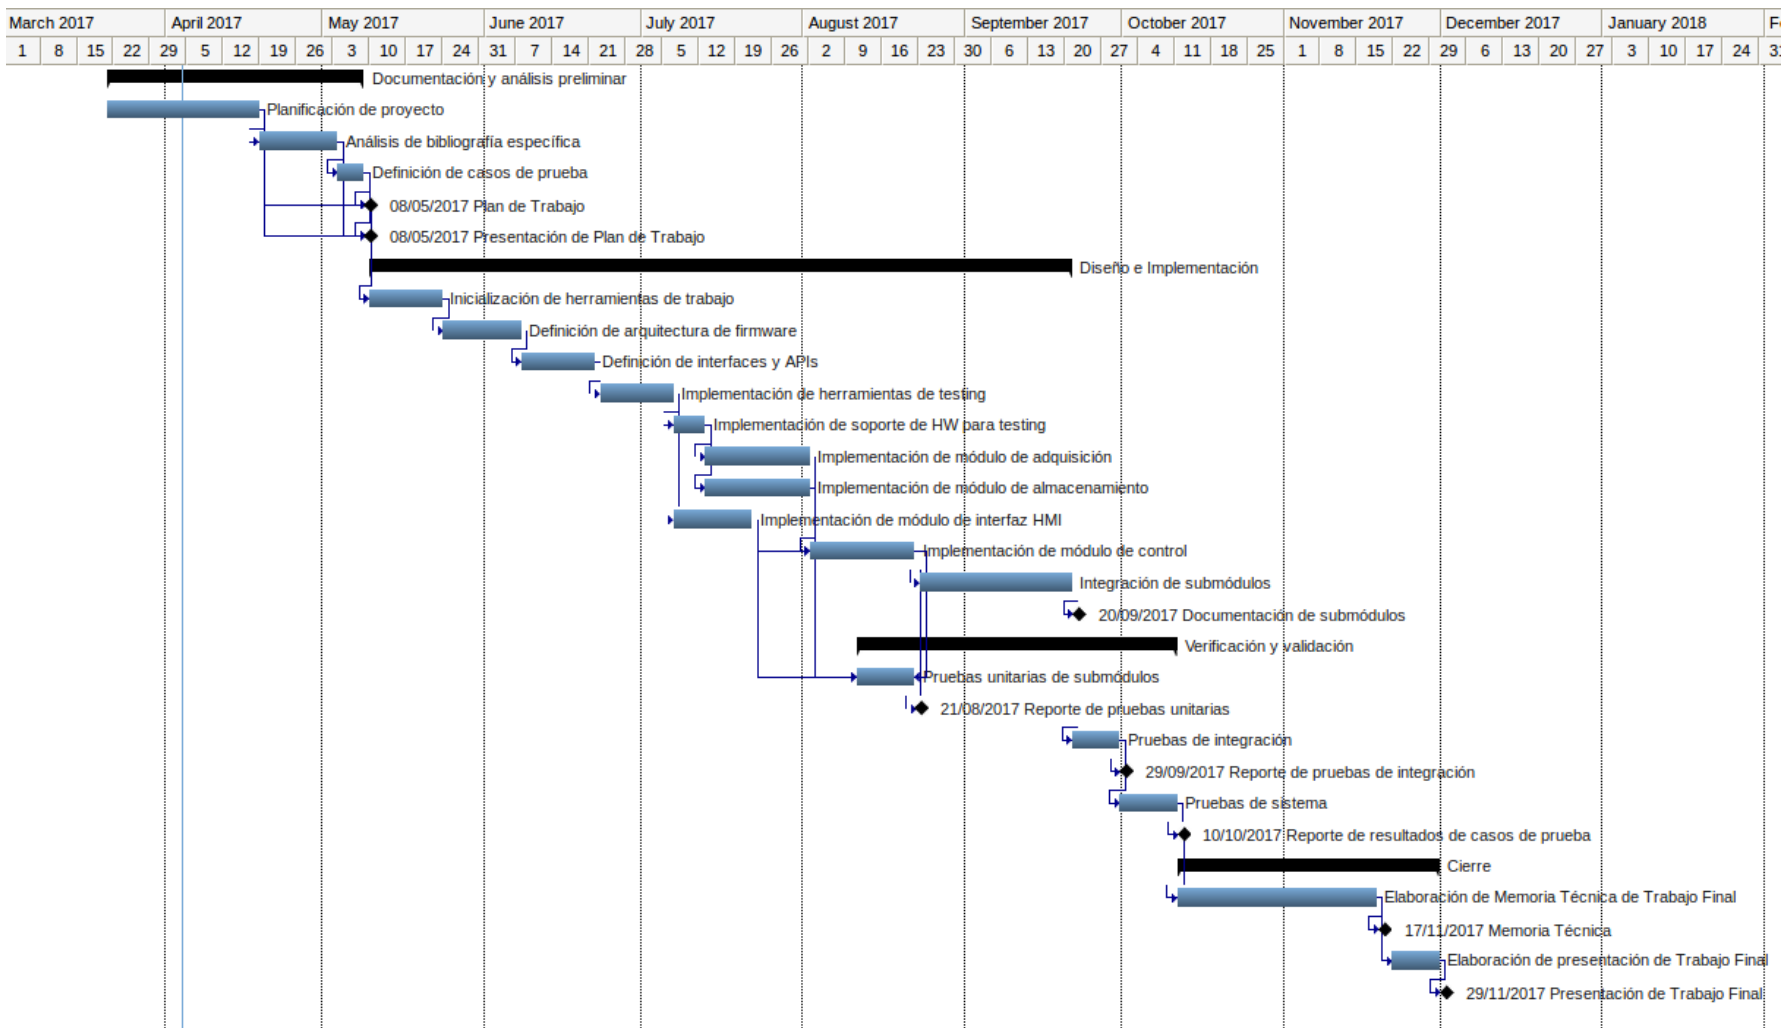 March 2017 April 2017 May 2017 June 2017 July 2017 August 2017 September 2017 October 2017 November 2017 December 2017 January 2018
1 8 15 22 29 5 12 19 26 3 10 17 24 31 7 14 21 28 5 12 19 26 2 9 16 23 30 6 13 20 27 4 11 18 25 1 8 15 22 29 6 13 20 27 3 10 17 24 31
Documentación y análisis preliminar
Planificación de proyecto
Análisis de bibliografía específica
Definición de casos de prueba
08/05/2017 Plan de Trabajo
08/05/2017 Presentación de Plan de Trabajo
Diseño e Implementación
Inicialización de herramientas de trabajo
Definición de arquitectura de firmware
Definición de interfaces y APIs
Implementación de herramientas de testing
Implementación de soporte de HW para testing
Implementación de módulo de adquisición
Implementación de módulo de almacenamiento
Implementación de módulo de interfaz HMI
Implementación de módulo de control
Integración de submódulos
20/09/2017 Documentación de submódulos
Verificación y validación
Pruebas unitarias de submódulos
21/08/2017 Reporte de pruebas unitarias
Pruebas de integración
29/09/2017 Reporte de pruebas de integración
Pruebas de sistema
10/10/2017 Reporte de resultados de casos de prueba
Cierre
Elaboración de Memoria Técnica de Trabajo Final
17/11/2017 Memoria Técnica
Elaboración de presentación de Trabajo Final
29/11/2017 Presentación de Trabajo Final